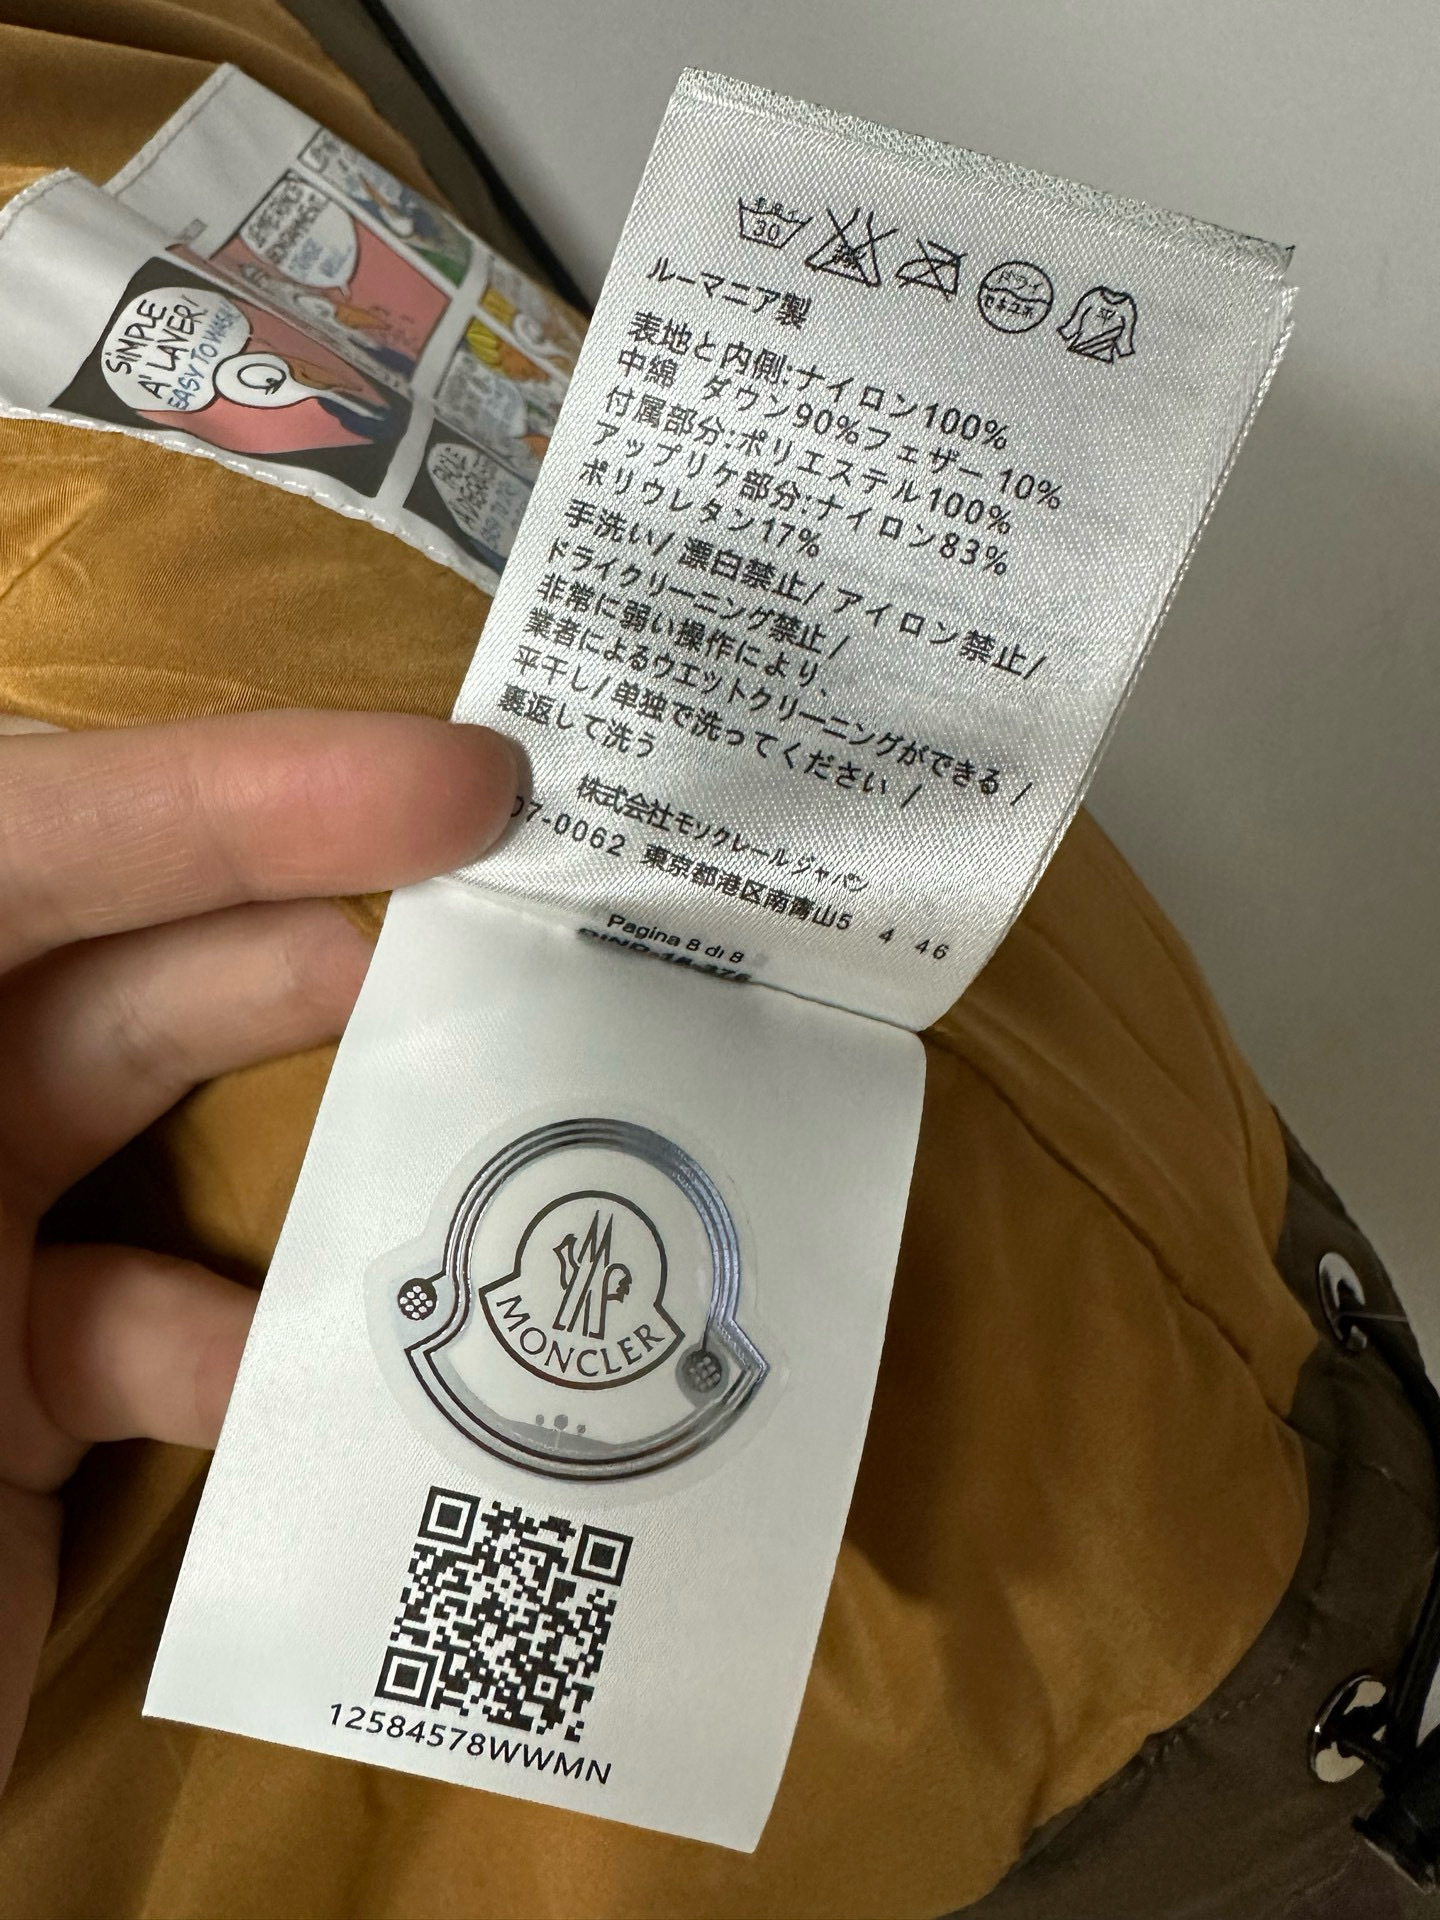 SiMPLE
A' LAVER!
EASY TO WASH!
30
ルーマニア製
表地と内側:ナイロン100%
中綿 ダウン90%フェザー 10%
付属部分:ポリエステル100%
アップリケ部分:ナイロン83%
ポリウレタン17%
手洗い/ 漂白禁止/ アイロン禁止/
ドライクリーニング禁止/
非常に弱い操作により、
業者によるウエットクリーニングができる /
平干し/ 単独で洗ってください /
裏返して洗う
株式会社モソクレールジャパン
07-0062 東京都港区南青山5 4 46
Pagina 8 di 8
MONCLER
12584578WWMN